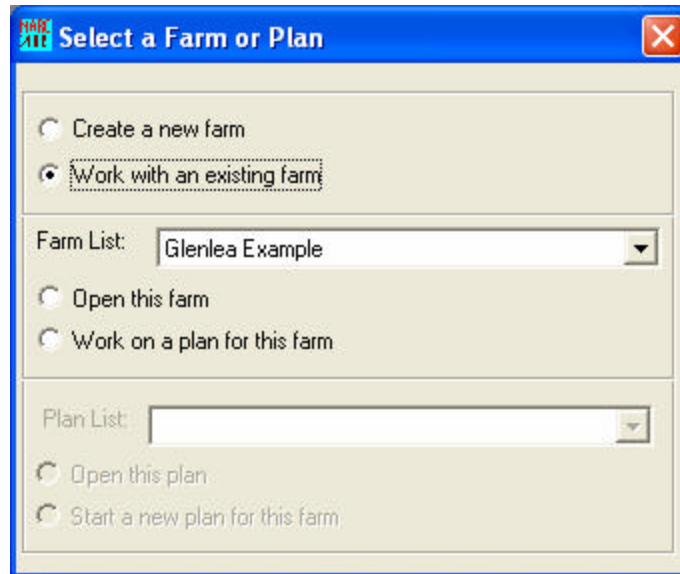 Select a Farm or Plan
Create a new farm
Work with an existing farm
Farm List: Glenlea Example
Open this farm
Work on a plan for this farm
Plan List:
Open this plan
Start a new plan for this farm